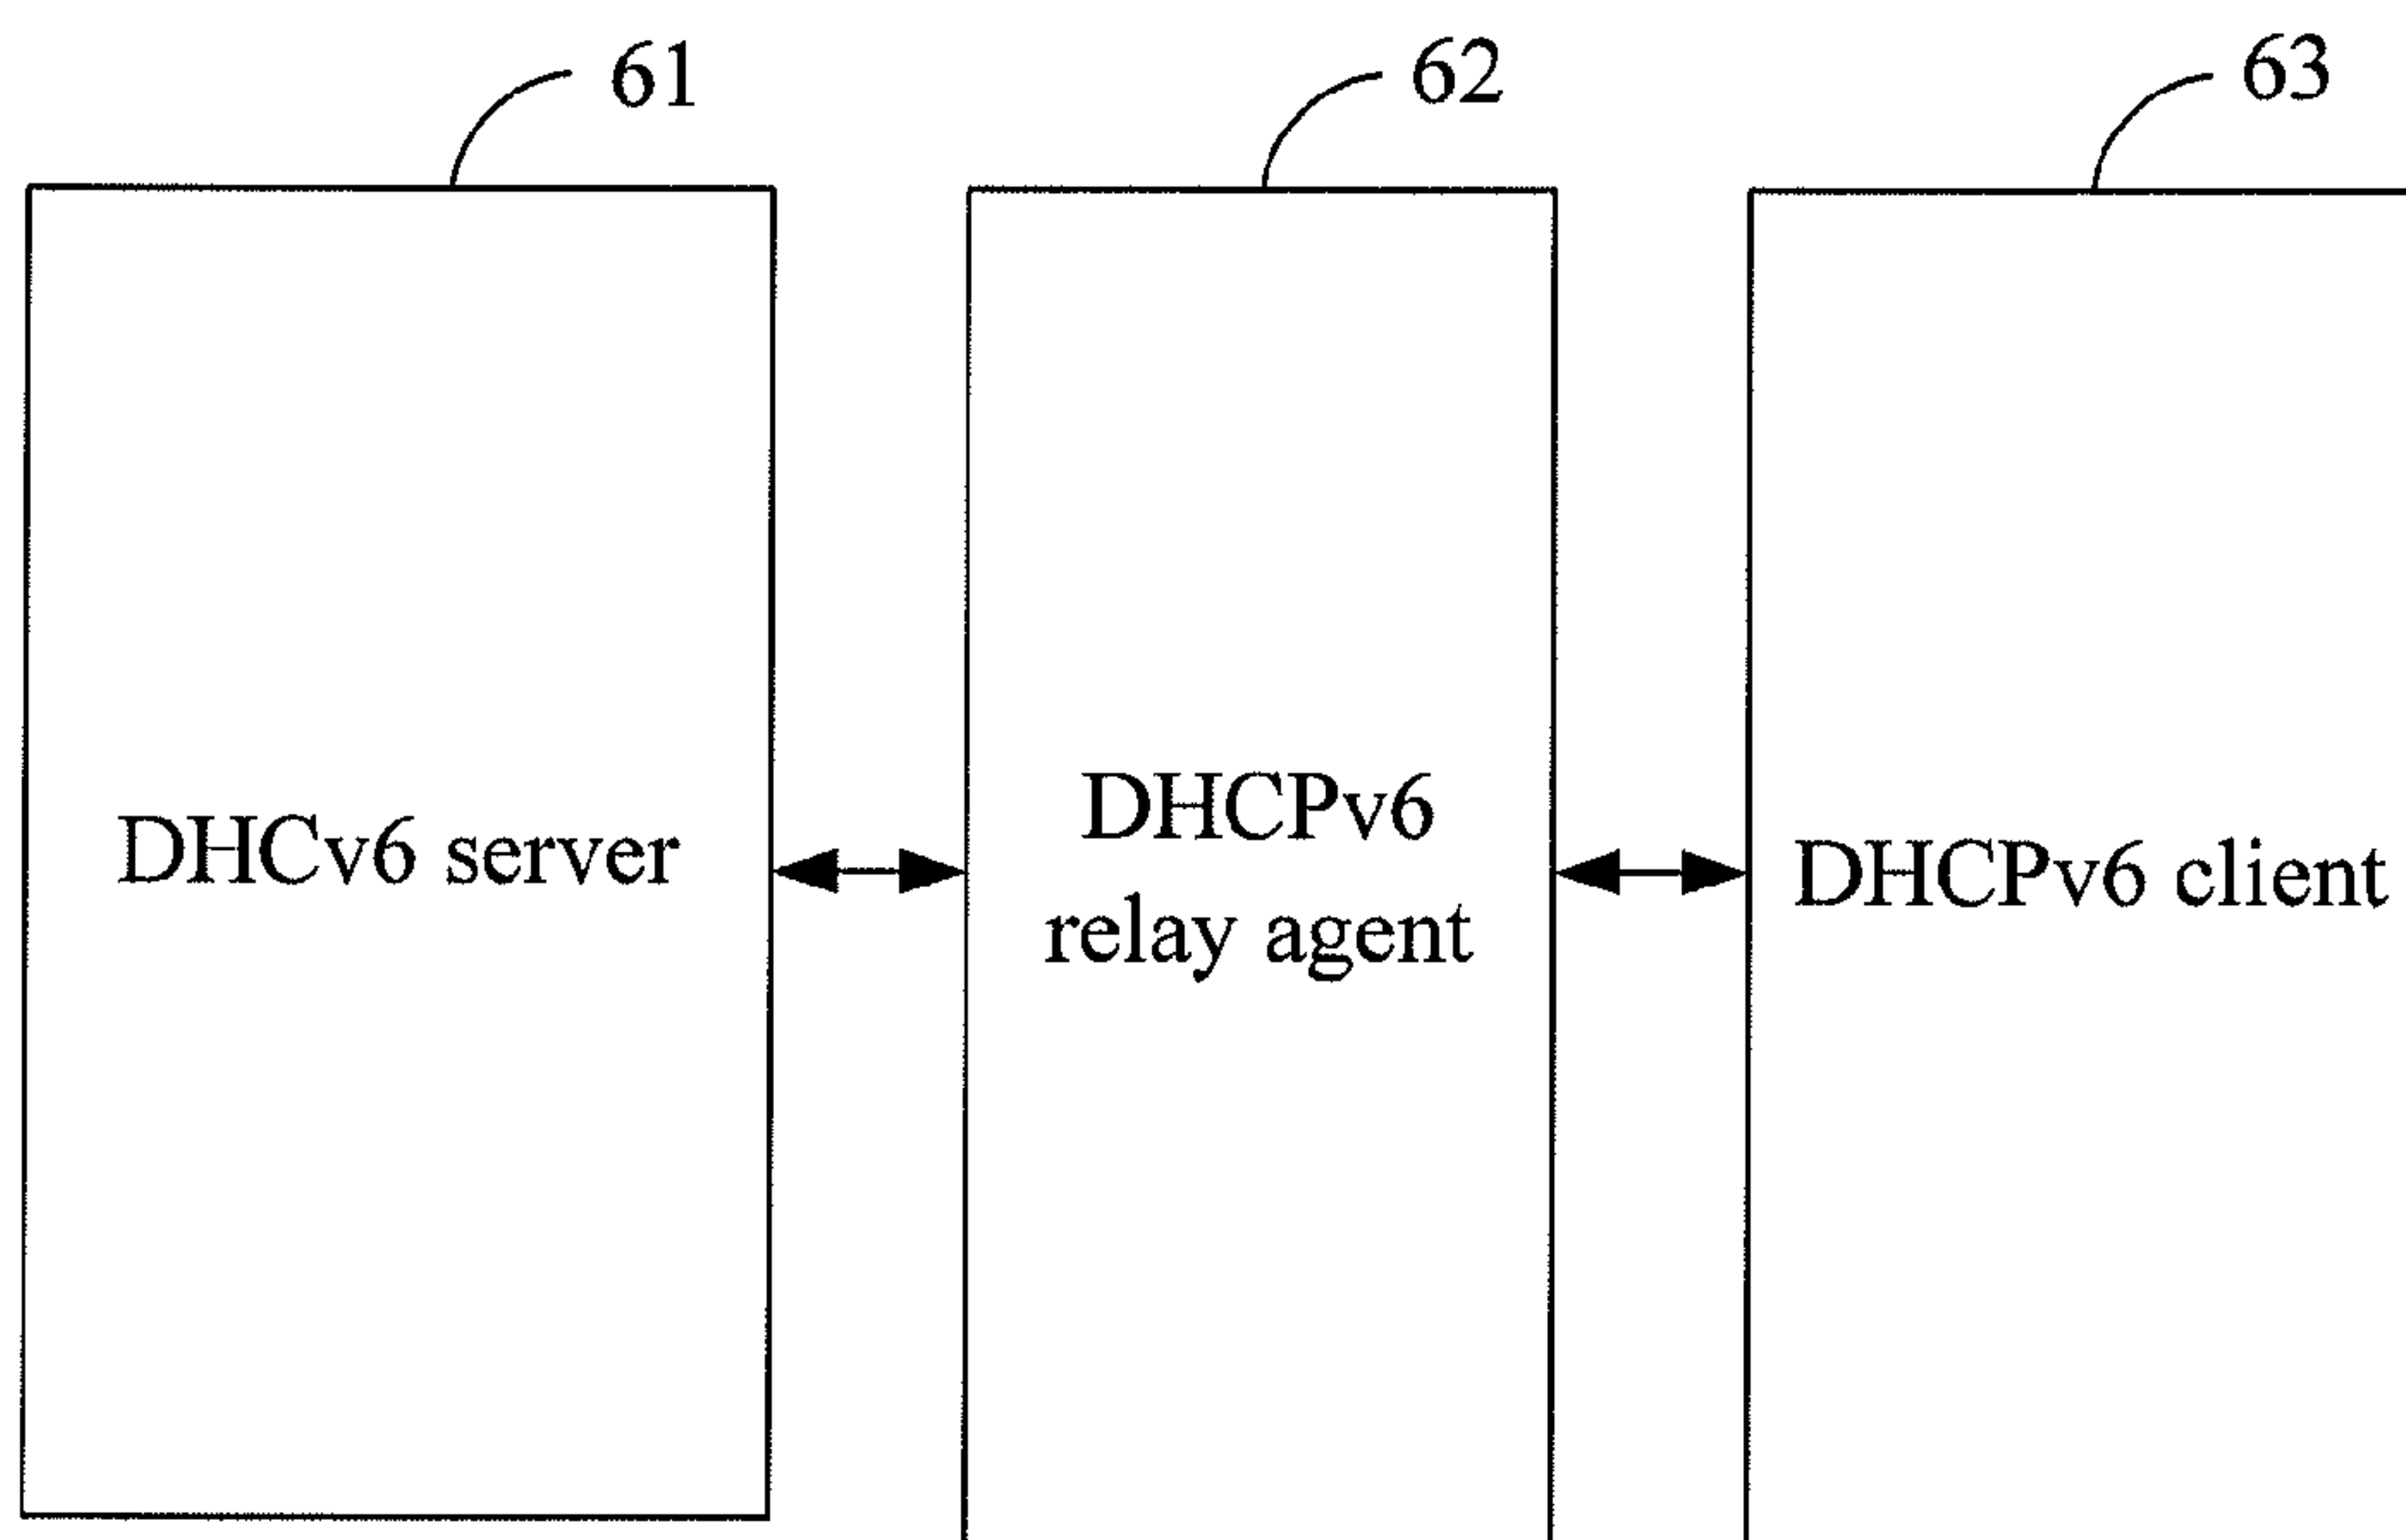 61
62
63
DHCv6 server
DHCPv6
relay agent
DHCPv6 client